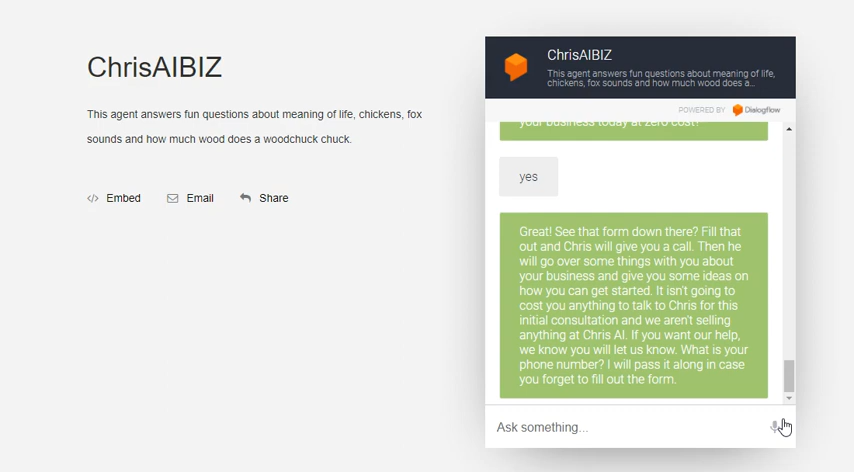 ChrisAIBIZ
This agent answers fun questions about meaning of life, chickens, fox
sounds and how much wood does a woodchuck chuck.
</> Embed
Email
Share
ChrisAIBIZ
This agent answers fun questions about meaning of life,
chickens, fox sounds and how much wood does a...
POWERED BY Dialogflow
your business today at zero cost?
yes
Great! See that form down there? Fill that
out and Chris will give you a call. Then he
will go over some things with you about
your business and give you some ideas on
how you can get started. It isn't going to
cost you anything to talk to Chris for this
initial consultation and we aren't selling
anything at Chris AI. If you want our help,
we know you will let us know. What is your
phone number? I will pass it along in case
you forget to fill out the form.
Ask something...